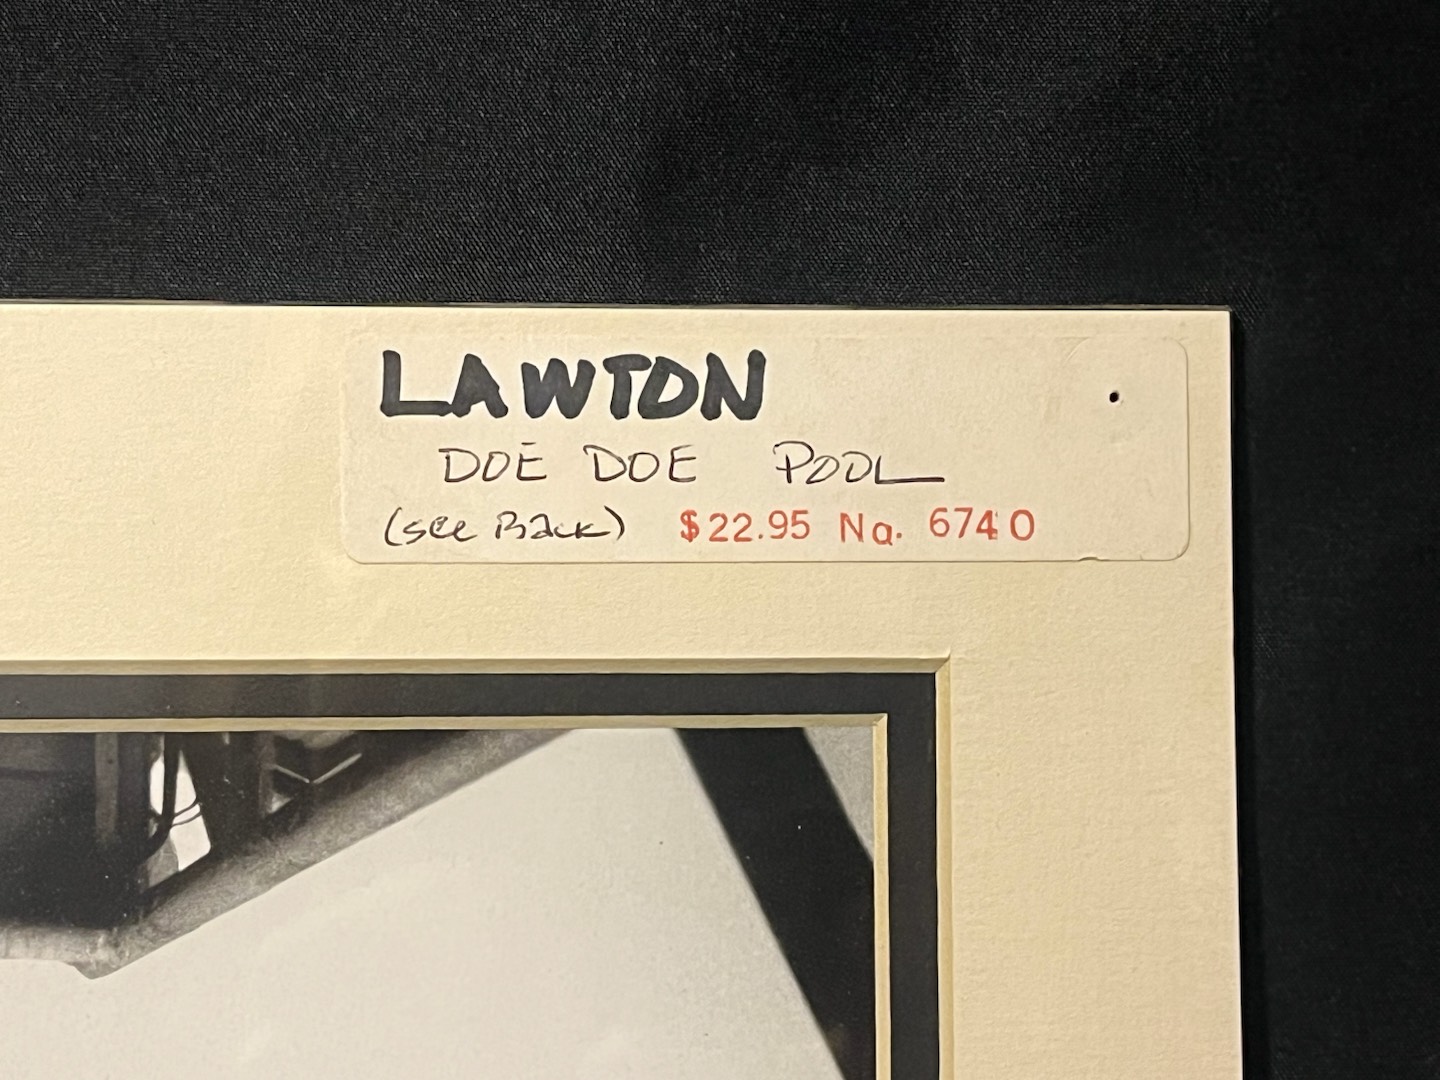 LAWTON
DOE DOE POOL
(see Back) $22.95 No. 6740